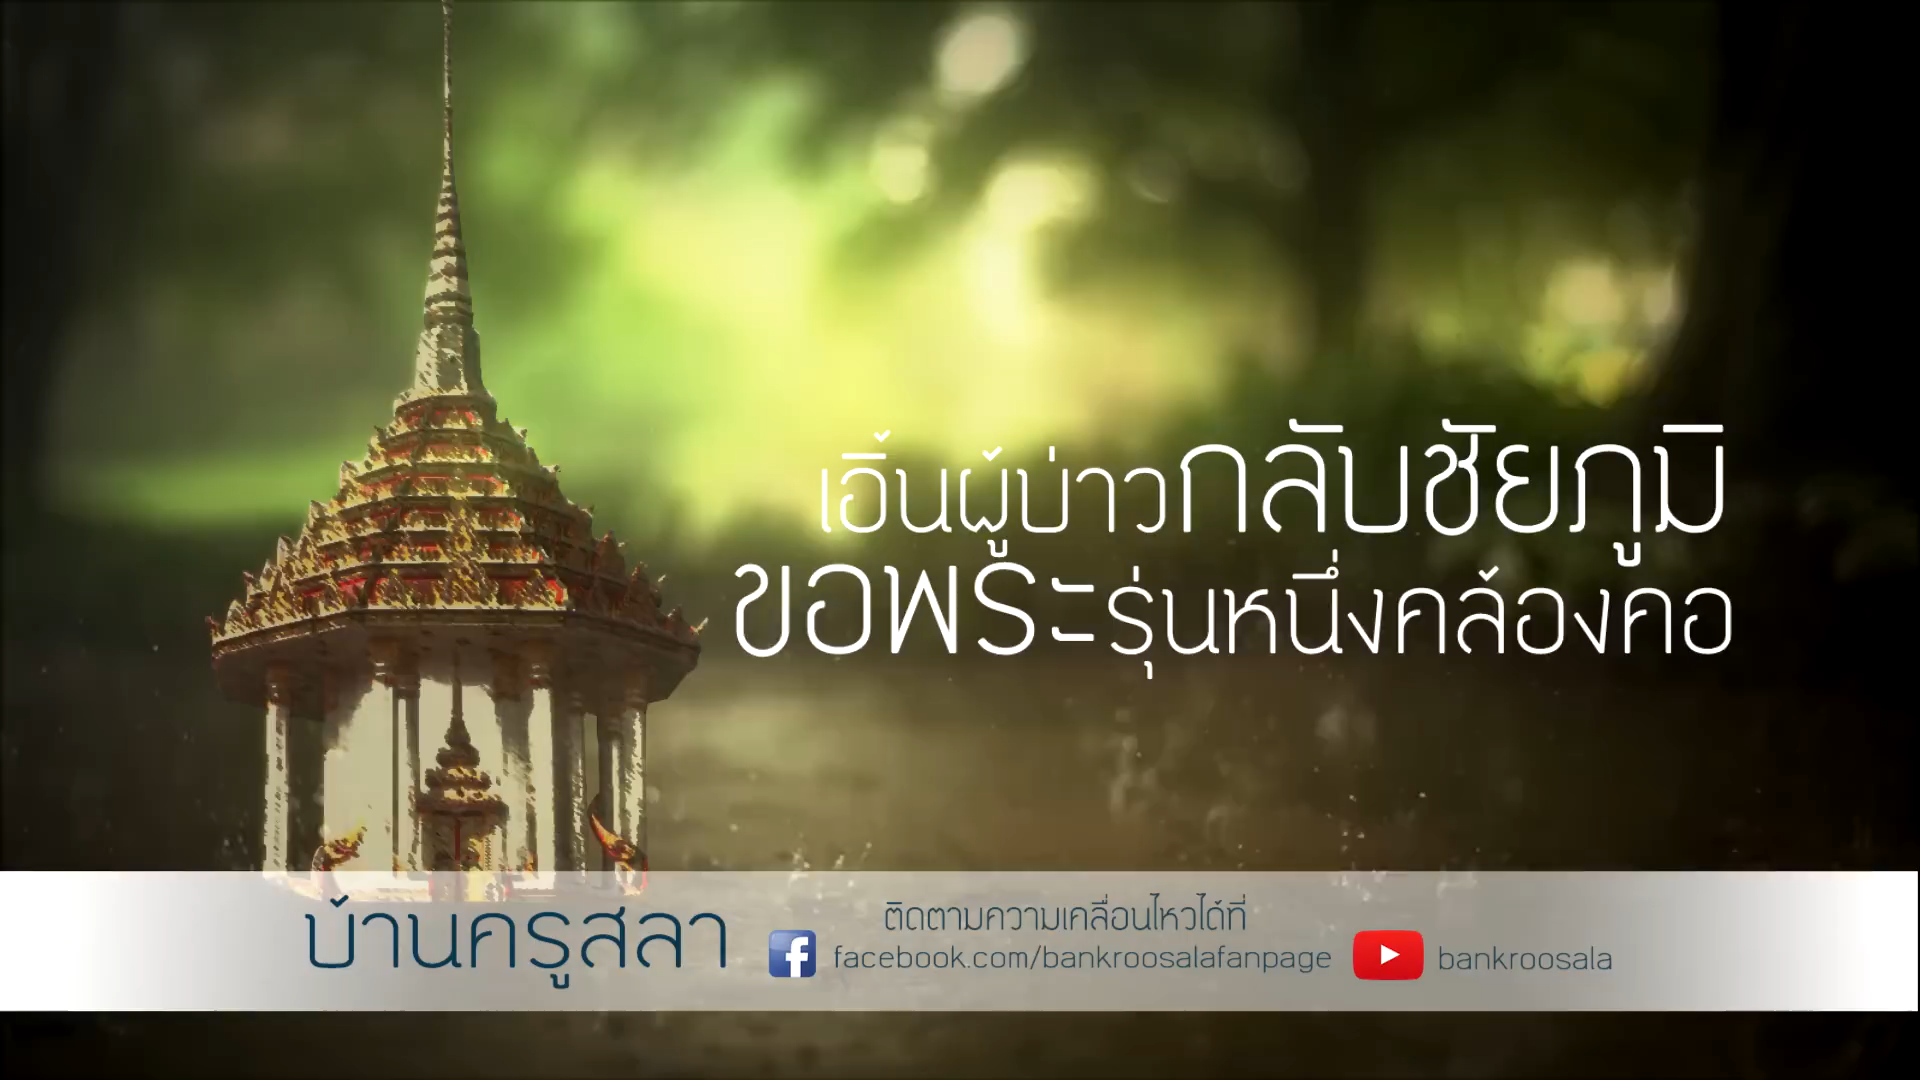 เอิ้นผู้บ่าวกลับชัยภูมิ
ขอพระรุ่นหนึ่งคล้องคอ
บ้านครูสลา
ติดตามความเคลื่อนไหวได้ที่
facebook.com/bankroosalafanpage
bankroosala